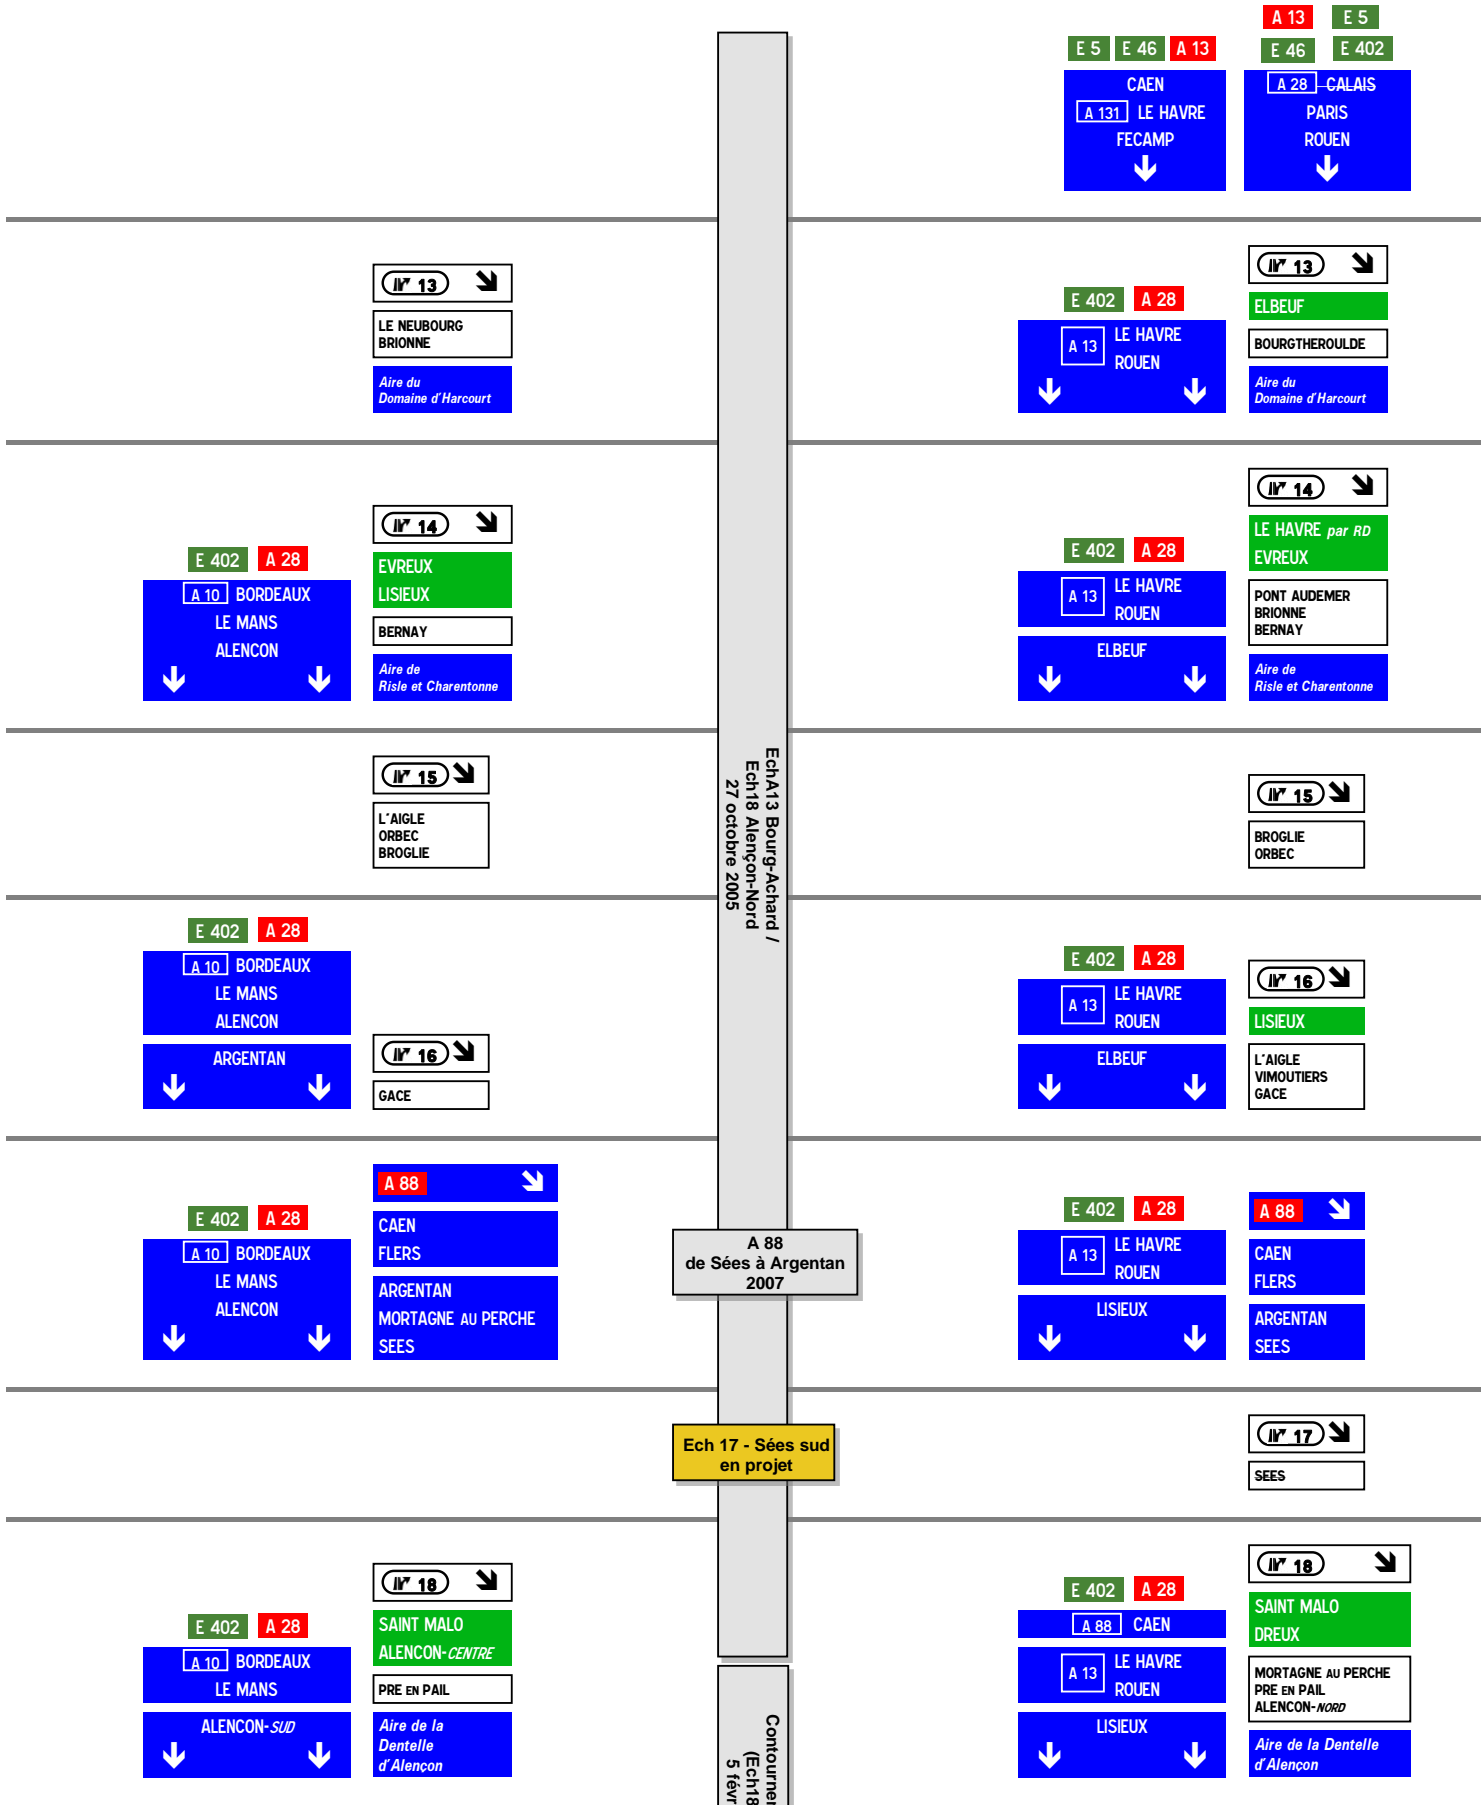 A 13
E 5
E 5
E 46
A 13
E 46
E 402
CAEN
A 131 LE HAVRE
FECAMP
A 28 CALAIS
PARIS
ROUEN
13
LE NEUBOURG
BRIONNE
Aire du
Domaine d'Harcourt
E 402
A 28
A 13
LE HAVRE
ROUEN
13
ELBEUF
BOURGTHEROULDE
Aire du
Domaine d'Harcourt
E 402
A 28
A 10 BORDEAUX
LE MANS
ALENCON
14
EVREUX
LISIEUX
BERNAY
Aire de
Risle et Charentonne
E 402
A 28
A 13
LE HAVRE
ROUEN
ELBEUF
14
LE HAVRE par RD
EVREUX
PONT AUDEMER
BRIONNE
BERNAY
Aire de
Risle et Charentonne
15
L'AIGLE
ORBEC
BROGLIE
EchA13 Bourg-Achard /
Ech18 Alençon-Nord
27 octobre 2005
15
BROGLIE
ORBEC
E 402
A 28
A 10 BORDEAUX
LE MANS
ALENCON
ARGENTAN
16
GACE
E 402
A 28
A 13
LE HAVRE
ROUEN
ELBEUF
16
LISIEUX
L'AIGLE
VIMOUTIERS
GACE
E 402
A 28
A 10 BORDEAUX
LE MANS
ALENCON
A 88
CAEN
FLERS
ARGENTAN
MORTAGNE AU PERCHE
SEES
A 88
de Sées à Argentan
2007
E 402
A 28
A 13
LE HAVRE
ROUEN
LISIEUX
A 88
CAEN
FLERS
ARGENTAN
SEES
Ech 17 - Sées sud
en projet
17
SEES
E 402
A 28
A 10 BORDEAUX
LE MANS
ALENCON-SUD
18
SAINT MALO
ALENCON-CENTRE
PRE EN PAIL
Aire de la
Dentelle
d'Alençon
Contourner
(Ech18
5 févr
E 402
A 28
A 88 CAEN
A 13
LE HAVRE
ROUEN
LISIEUX
18
SAINT MALO
DREUX
MORTAGNE AU PERCHE
PRE EN PAIL
ALENCON-NORD
Aire de la Dentelle
d'Alençon